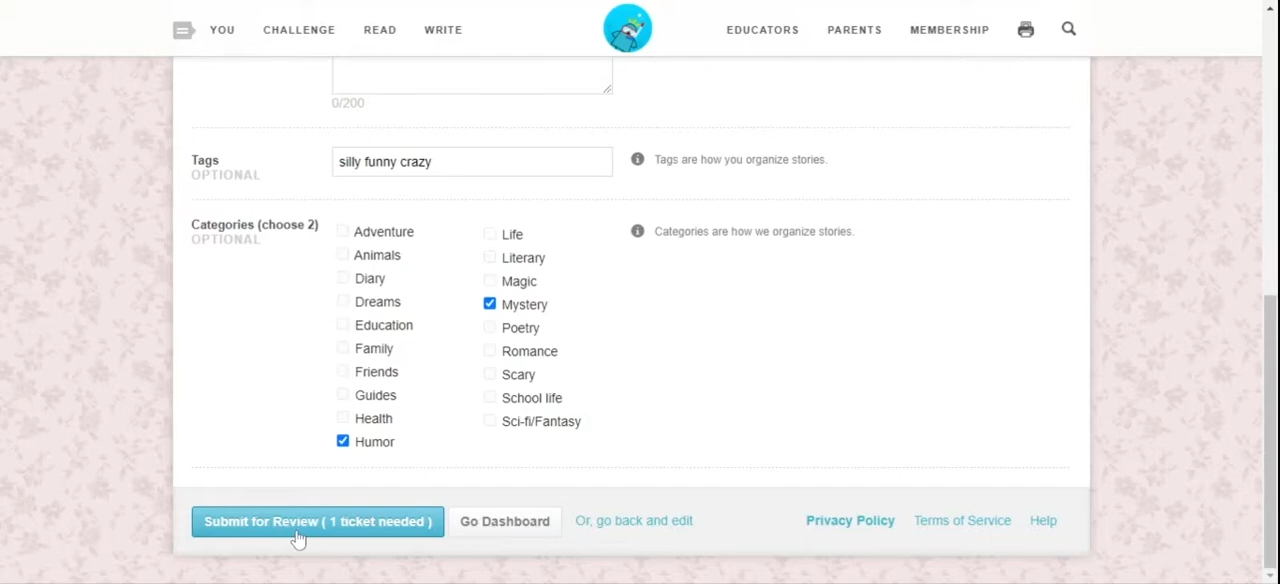 YOU CHALLENGE READ WRITE EDUCATORS PARENTS MEMBERSHIP
0/200
Tags
OPTIONAL
silly funny crazy
Tags are how you organize stories.
Categories (choose 2)
OPTIONAL
Adventure
Animals
Diary
Dreams
Education
Family
Friends
Guides
Health
Humor
Life
Literary
Magic
Mystery
Poetry
Romance
Scary
School life
Sci-fi/Fantasy
Categories are how we organize stories.
Submit for Review ( 1 ticket needed ) Go Dashboard Or, go back and edit Privacy Policy Terms of Service Help